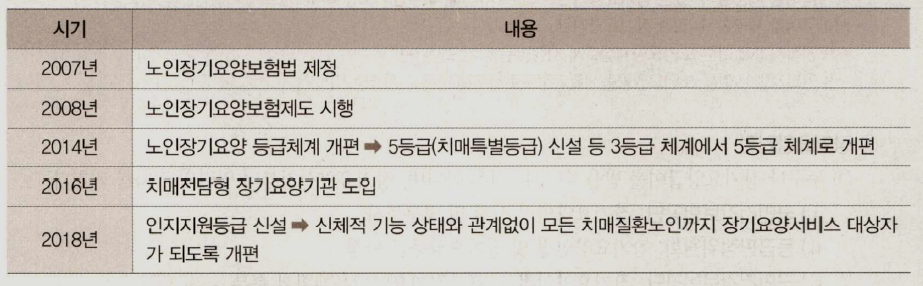 시기 내용
2007년 노인장기요양보험법 제정
2008년 노인장기요양보험제도 시행
2014년 노인장기요양 등급체계 개편 ➡ 5등급(치매특별등급) 신설 등 3등급 체계에서 5등급 체계로 개편
2016년 치매전담형 장기요양기관 도입
2018년 인지지원등급 신설 ➡ 신체적 기능 상태와 관계없이 모든 치매질환노인까지 장기요양서비스 대상자
가 되도록 개편